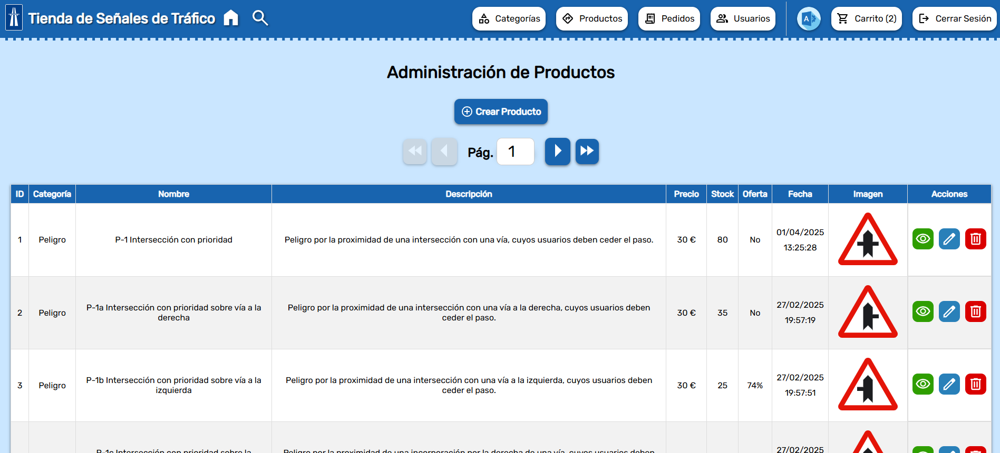 Tienda de Señales de Tráfico
Categorías
Productos
Pedidos
Usuarios
A
Carrito (2)
Cerrar Sesión
Administración de Productos
Crear Producto
Pág. 1
ID Categoría Nombre Descripción Precio Stock Oferta Fecha Imagen Acciones
1 Peligro P-1 Intersección con prioridad Peligro por la proximidad de una intersección con una vía, cuyos usuarios deben ceder el paso. 30 € 80 No 01/04/2025
13:25:28
2 Peligro P-1a Intersección con prioridad sobre vía a la
derecha
Peligro por la proximidad de una intersección con una vía a la derecha, cuyos usuarios deben
ceder el paso.
30 € 35 No 27/02/2025
19:57:19
3 Peligro P-1b Intersección con prioridad sobre vía a la
izquierda
Peligro por la proximidad de una intersección con una vía a la izquierda, cuyos usuarios deben
ceder el paso.
30 € 25 74% 27/02/2025
19:57:51
P-1c Intersección con prioridad sobre la
Peligro por la proximidad de una incorporación por la derecha de una vía, cuyos usuarios deben
27/02/2025